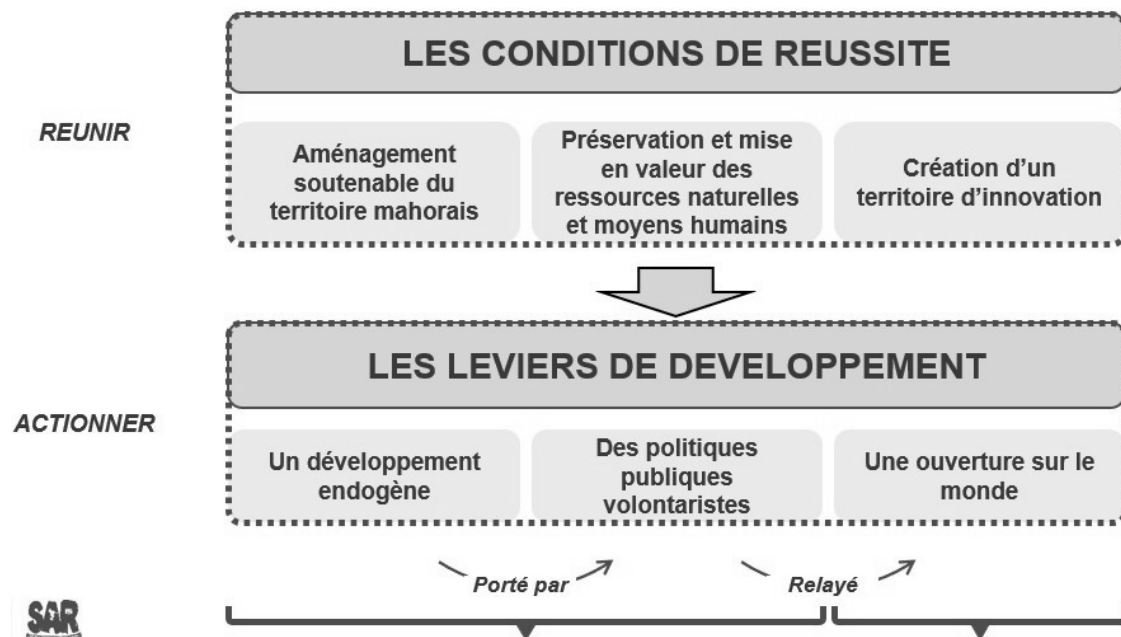 LES CONDITIONS DE REUSSITE
REUNIR
Aménagement
soutenable du
territoire mahorais
Préservation et mise
en valeur des
ressources naturelles
et moyens humains
Création d’un
territoire d’innovation
LES LEVIERS DE DEVELOPPEMENT
ACTIONNER
Un développement
endogène
Des politiques
publiques
volontaristes
Une ouverture sur le
monde
Porté par
Relayé
SAR